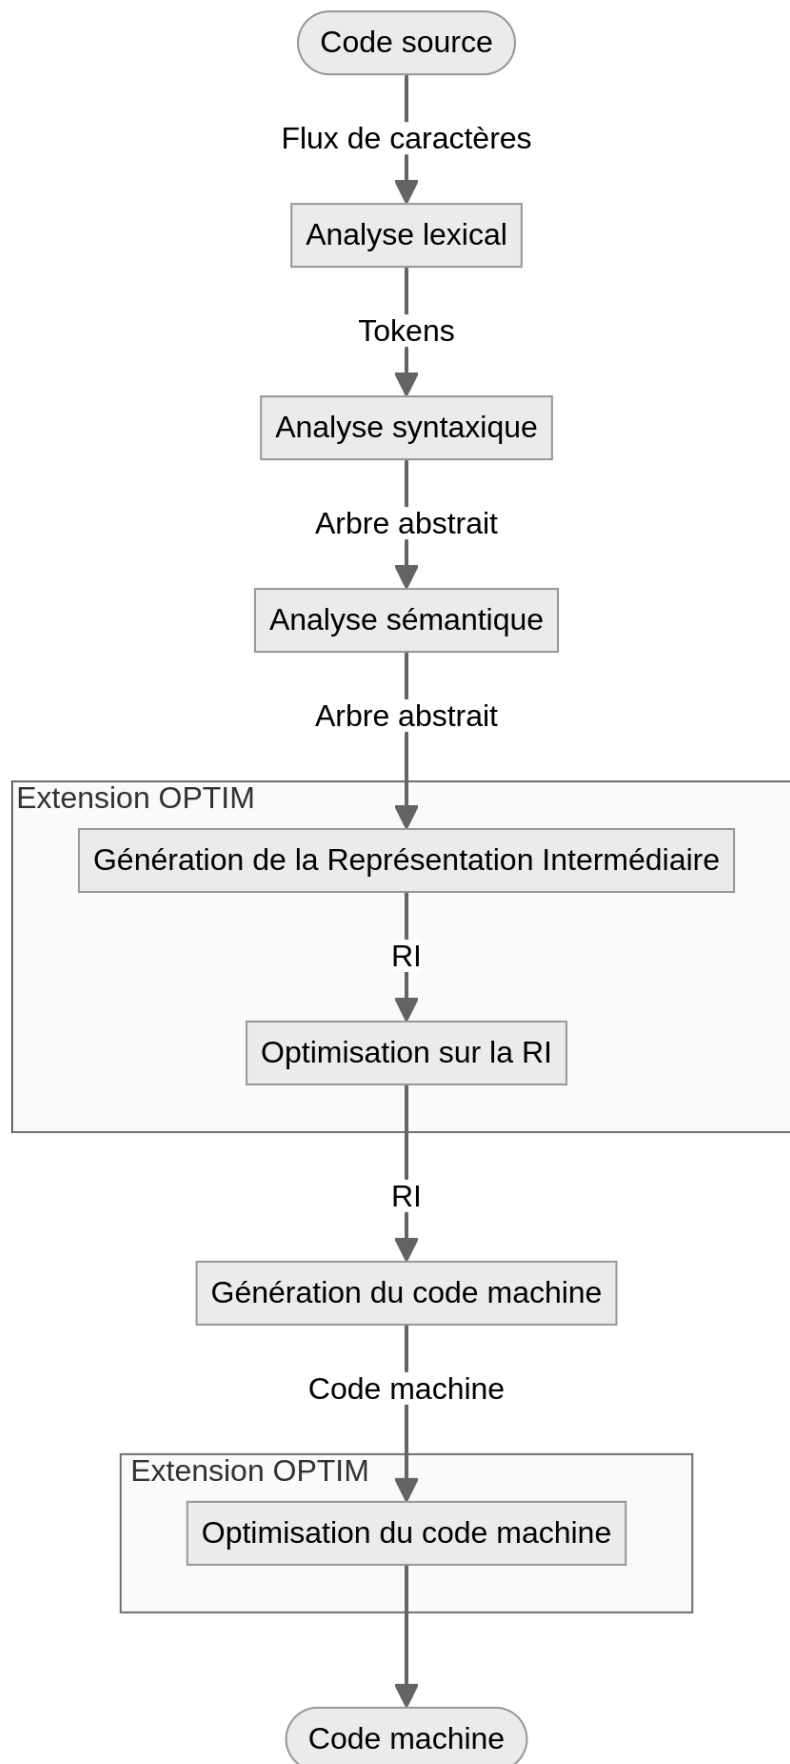 Code source
Flux de caractères
Analyse lexical
Tokens
Analyse syntaxique
Arbre abstrait
Analyse sémantique
Arbre abstrait
Extension OPTIM
Génération de la Représentation Intermédiaire
RI
Optimisation sur la RI
RI
Génération du code machine
Code machine
Extension OPTIM
Optimisation du code machine
Code machine